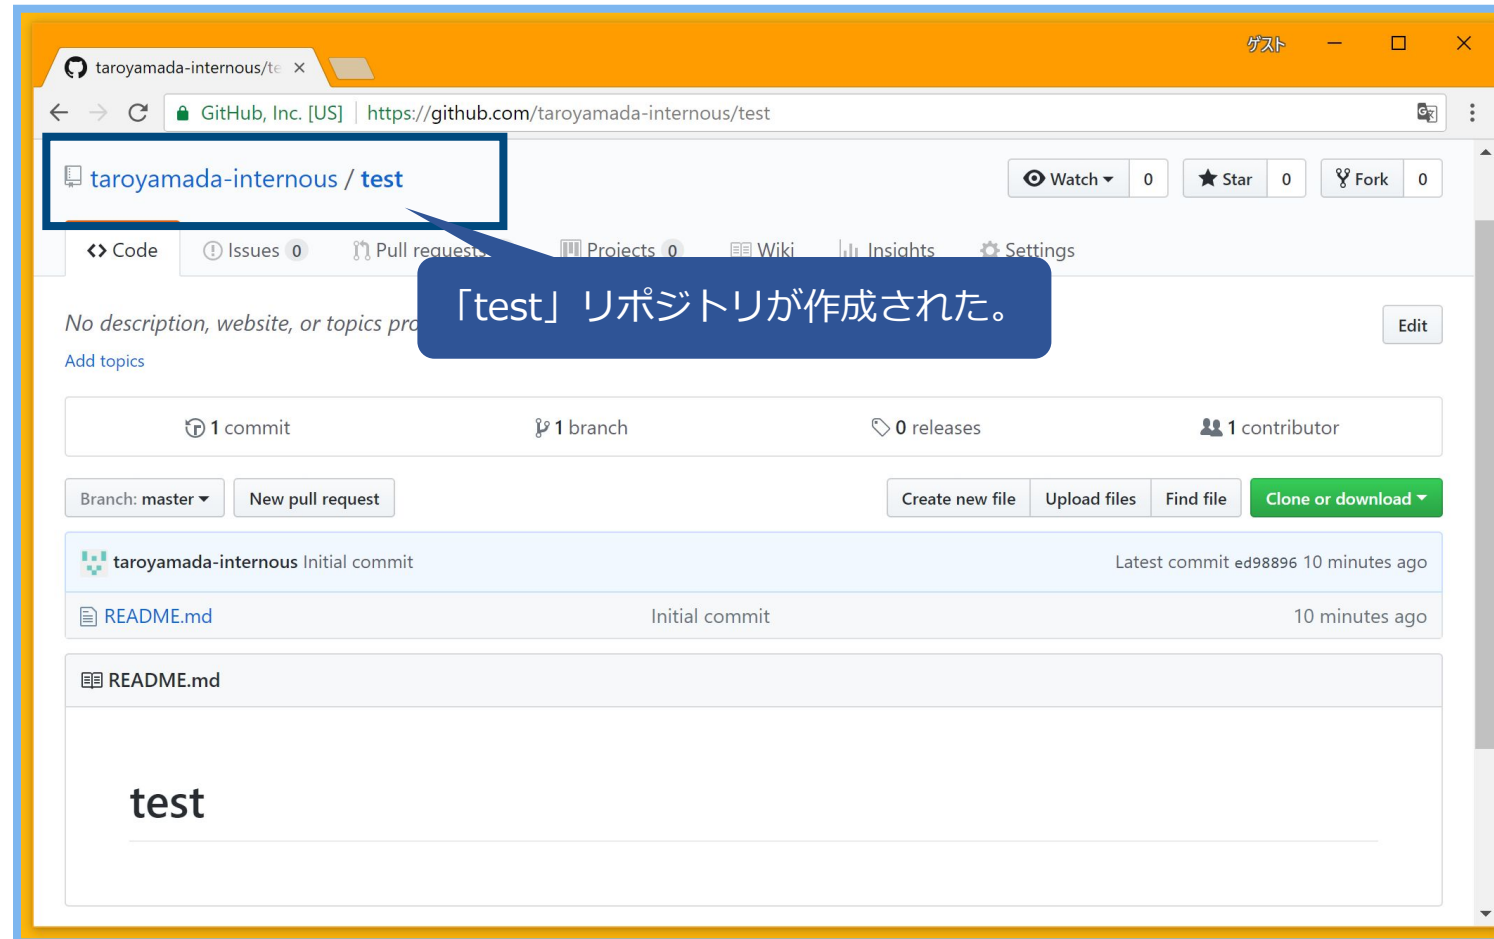 ゲスト
taroyamada-internous/te
GitHub, Inc. [US] https://github.com/taroyamada-internous/test
taroyamada-internous / test
Watch 0 Star 0 Fork 0
Code Issues 0 Pull requests Projects 0 Wiki Insights Settings
「test」リポジトリが作成された。
No description, website, or topics pro
Edit
Add topics
1 commit 1 branch 0 releases 1 contributor
Branch: master New pull request Create new file Upload files Find file Clone or download
taroyamada-internous Initial commit Latest commit ed98896 10 minutes ago
README.md Initial commit 10 minutes ago
README.md
test